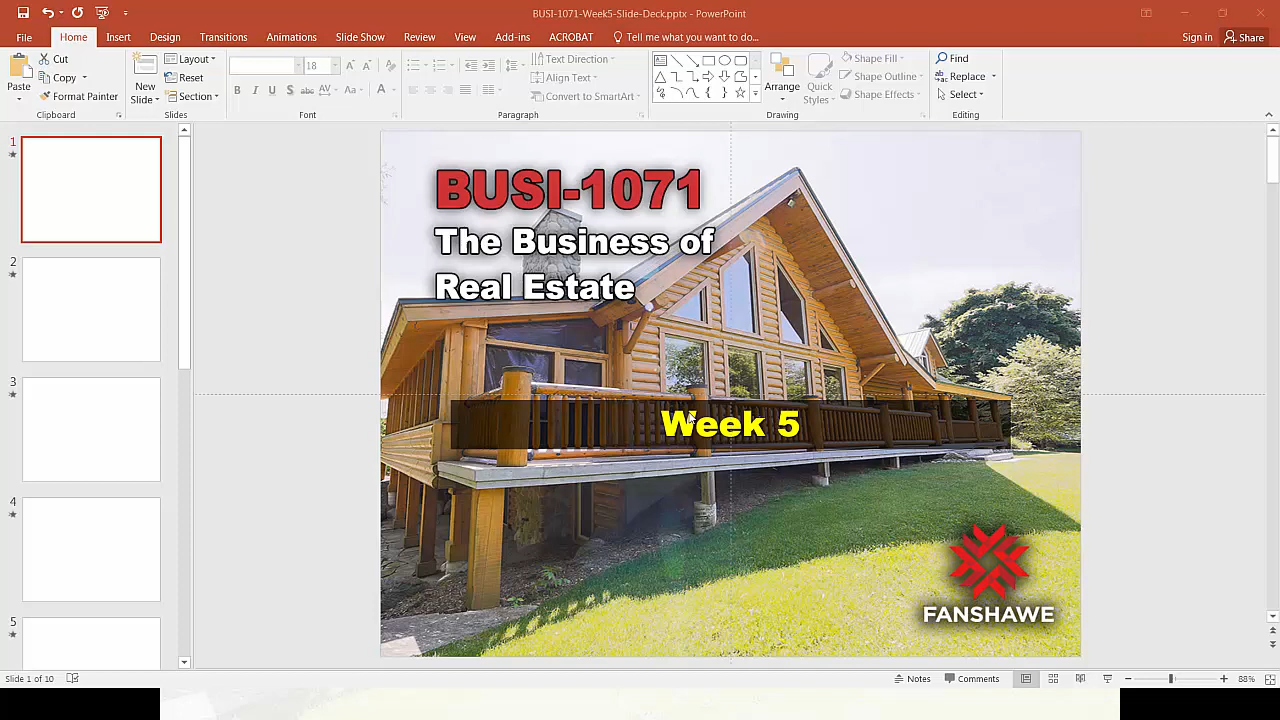 BUSI-1071-Week5-Slide-Deck.pptx - PowerPoint
File Home Insert Design Transitions Animations Slide Show Review View Add-ins ACROBAT Tell me what you want to do... Sign in Share
Paste
Cut
Copy
Format Painter
Clipboard
New Slide
Layout
Reset
Section
Slides
18
B I U S abc AV Aa A
Font
Text Direction
Align Text
Convert to SmartArt
Paragraph
Arrange
Quick Styles
Shape Fill
Shape Outline
Shape Effects
Drawing
Find
Replace
Select
Editing
1
2
3
4
5
BUSI-1071
The Business of
Real Estate
Week 5
FANSHAWE
Slide 1 of 10 Notes Comments 88%